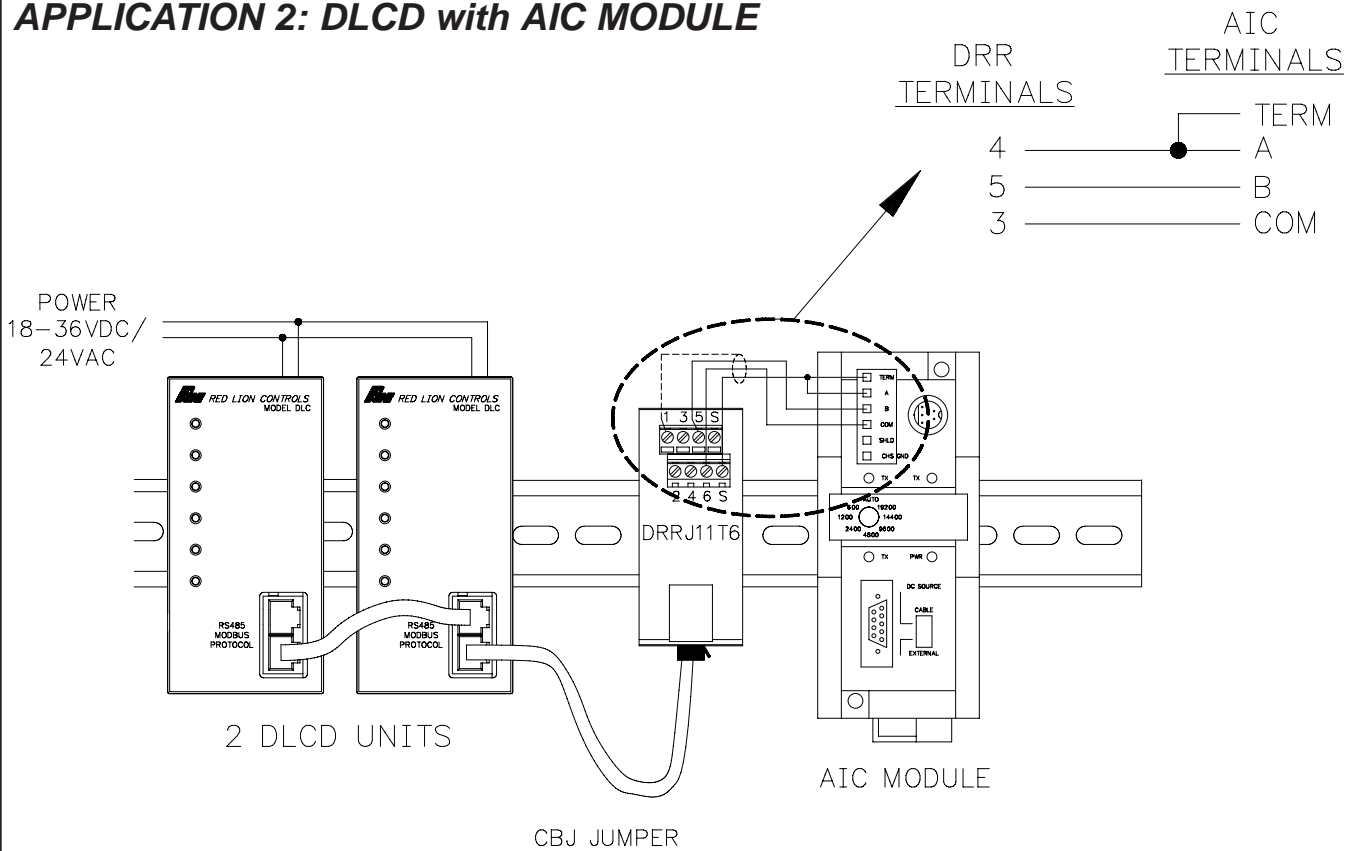 APPLICATION 2: DLCD with AIC MODULE
DRR
TERMINALS
AIC
TERMINALS
TERM
4 A
5 B
3 COM
POWER
18-36VDC/
24VAC
RED LION CONTROLS
MODEL DLC
RS485
MODBUS
PROTOCOL
RED LION CONTROLS
MODEL DLC
RS485
MODBUS
PROTOCOL
2 DLCD UNITS
1 3 5 S
2 4 6 S
DRRJ11T6
CBJ JUMPER
TERM
A
B
COM
SHLD
CHS GND
TX TX
AUTO
19200
1200 14400
2400 9600
4800
TX PWR
DC SOURCE
CABLE
EXTERNAL
AIC MODULE